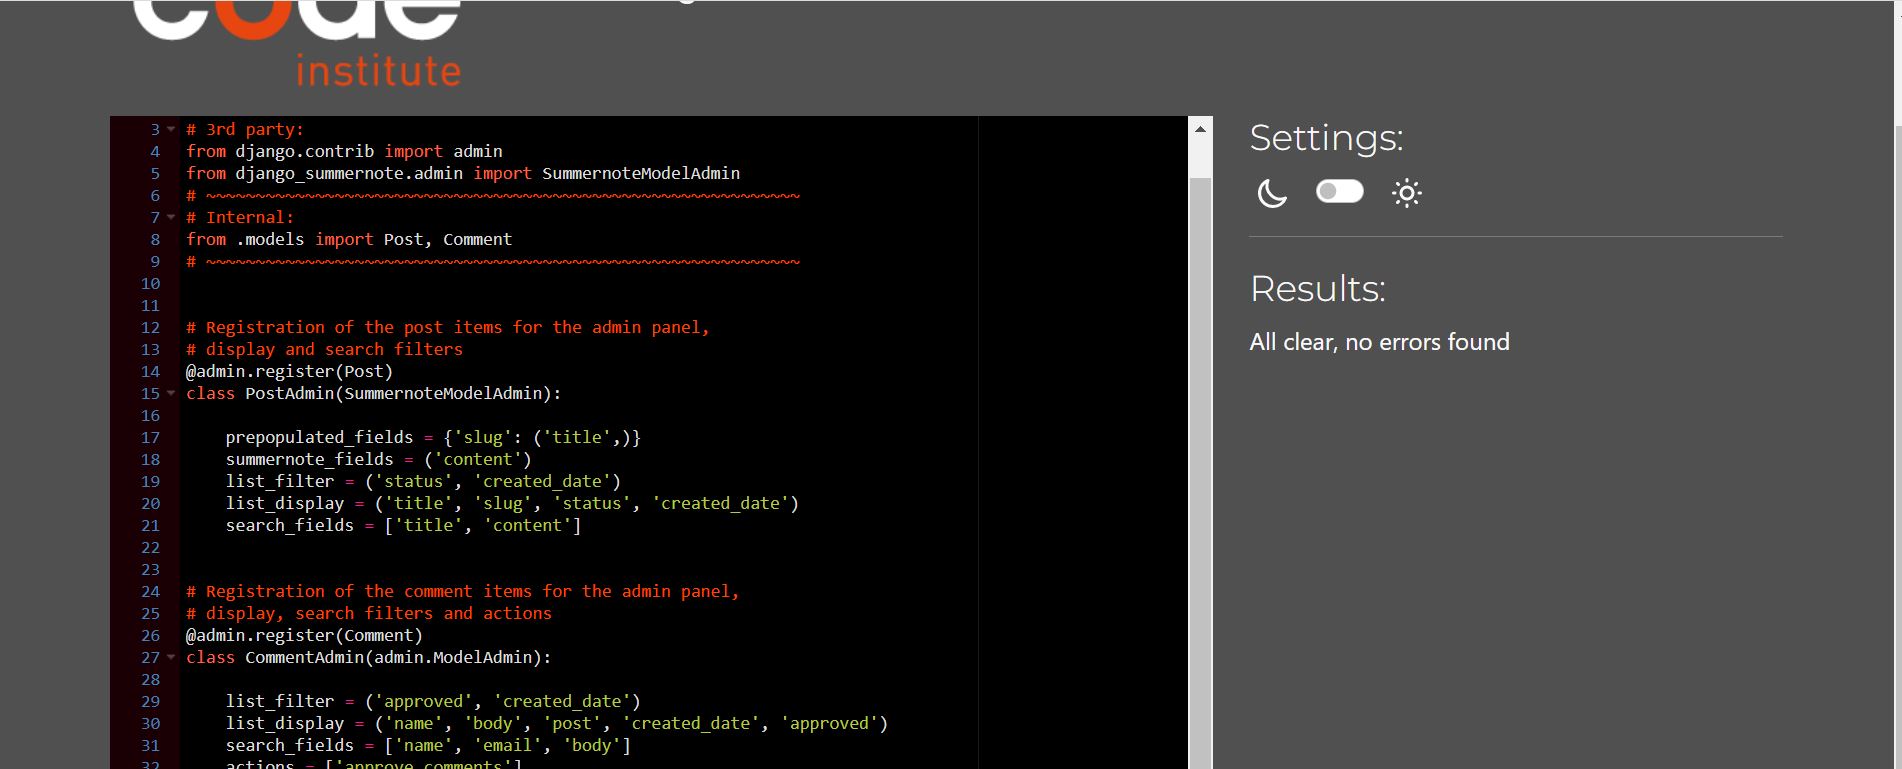 code
institute
3 # 3rd party:
4 from django.contrib import admin
5 from django_summernote.admin import SummernoteModelAdmin
6 # ~~~~~~~~~~~~~~~~~~~~~~~~~~~~~~~~~~~~~~~~~~~~~~~~~~~~~~~~~~~~
7 # Internal:
8 from .models import Post, Comment
9 # ~~~~~~~~~~~~~~~~~~~~~~~~~~~~~~~~~~~~~~~~~~~~~~~~~~~~~~~~~~~~
10
11
12 # Registration of the post items for the admin panel,
13 # display and search filters
14 @admin.register(Post)
15 class PostAdmin(SummernoteModelAdmin):
16
17     prepopulated_fields = {'slug': ('title',)}
18     summernote_fields = ('content')
19     list_filter = ('status', 'created_date')
20     list_display = ('title', 'slug', 'status', 'created_date')
21     search_fields = ['title', 'content']
22
23
24 # Registration of the comment items for the admin panel,
25 # display, search filters and actions
26 @admin.register(Comment)
27 class CommentAdmin(admin.ModelAdmin):
28
29     list_filter = ('approved', 'created_date')
30     list_display = ('name', 'body', 'post', 'created_date', 'approved')
31     search_fields = ['name', 'email', 'body']
32     actions = ['approve_comments']
Settings:
Results:
All clear, no errors found